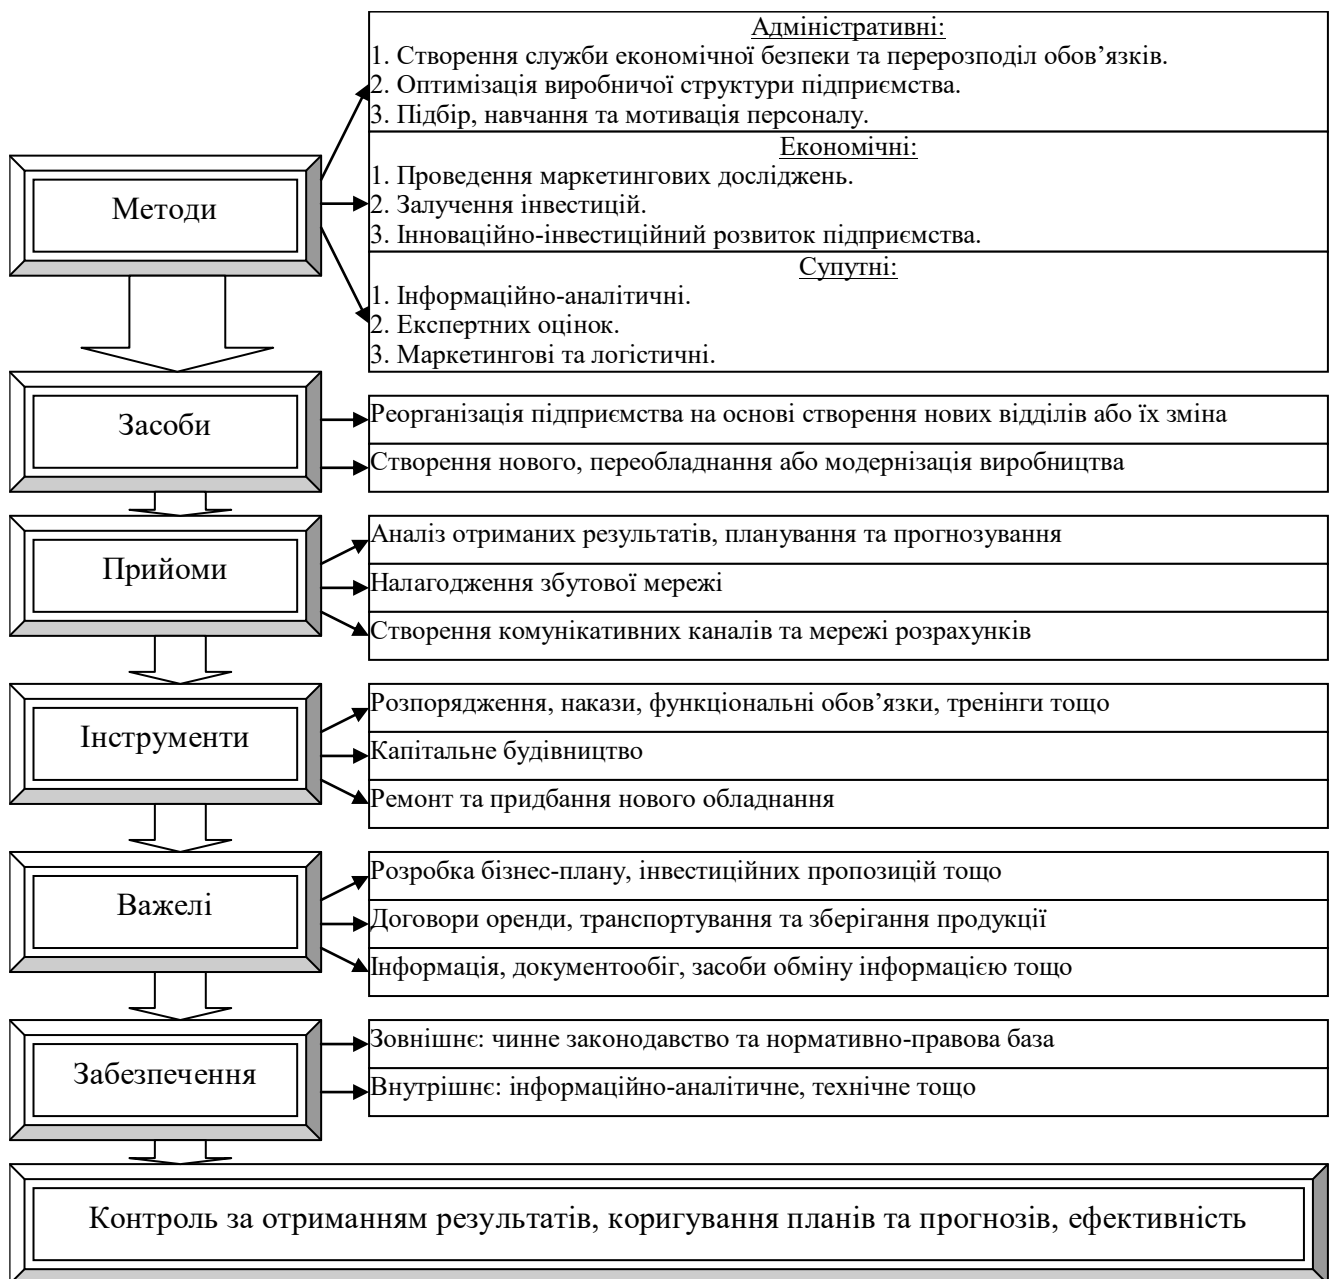 Адміністративні:
1. Створення служби економічної безпеки та перерозподіл обов’язків.
2. Оптимізація виробничої структури підприємства.
3. Підбір, навчання та мотивація персоналу.
Методи
Економічні:
1. Проведення маркетингових досліджень.
2. Залучення інвестицій.
3. Інноваційно-інвестиційний розвиток підприємства.
Супутні:
1. Інформаційно-аналітичні.
2. Експертних оцінок.
3. Маркетингові та логістичні.
Засоби
Реорганізація підприємства на основі створення нових відділів або їх зміна
Створення нового, переобладнання або модернізація виробництва
Прийоми
Аналіз отриманих результатів, планування та прогнозування
Налагодження збутової мережі
Створення комунікативних каналів та мережі розрахунків
Інструменти
Розпорядження, накази, функціональні обов’язки, тренінги тощо
Капітальне будівництво
Ремонт та придбання нового обладнання
Важелі
Розробка бізнес-плану, інвестиційних пропозицій тощо
Договори оренди, транспортування та зберігання продукції
Інформація, документообіг, засоби обміну інформацією тощо
Забезпечення
Зовнішнє: чинне законодавство та нормативно-правова база
Внутрішнє: інформаційно-аналітичне, технічне тощо
Контроль за отриманням результатів, коригування планів та прогнозів, ефективність